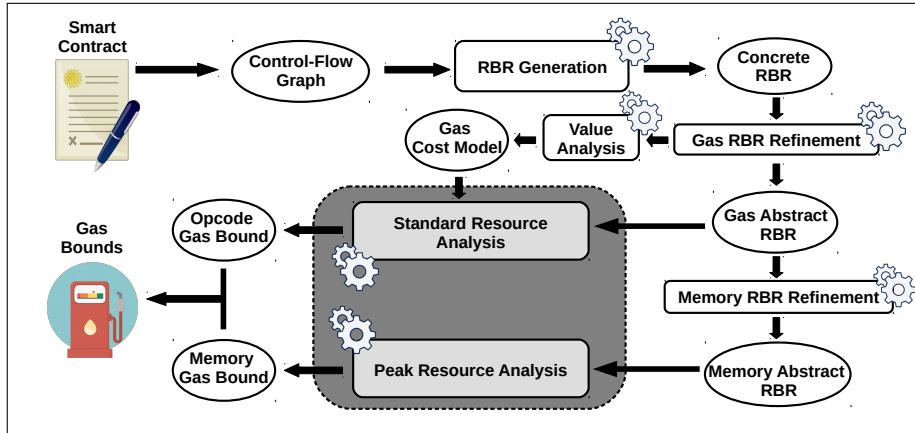 Smart
Contract
Control-Flow
Graph
RBR Generation
Concrete
RBR
Gas
Cost Model
Value
Analysis
Gas RBR Refinement
Gas
Bounds
Opcode
Gas Bound
Standard Resource
Analysis
Gas Abstract
RBR
Memory RBR Refinement
Memory
Gas Bound
Peak Resource Analysis
Memory Abstract
RBR